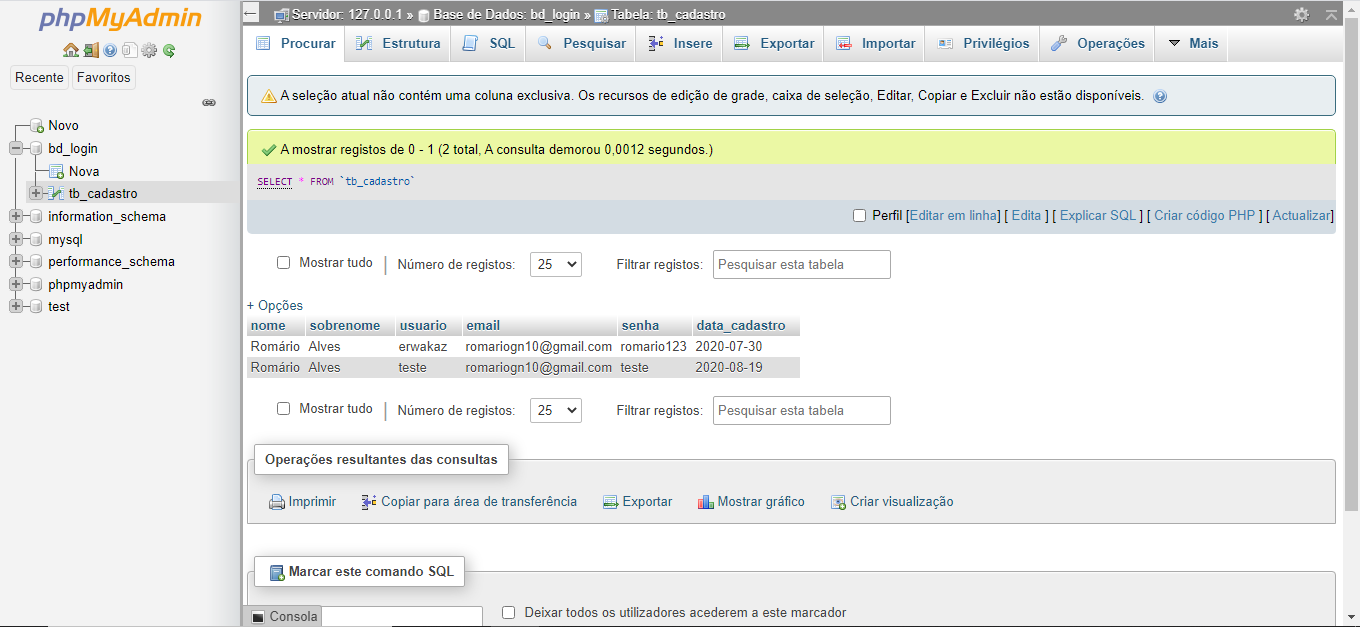 phpMyAdmin
Recente Favoritos
Novo
bd_login
Nova
tb_cadastro
information_schema
mysql
performance_schema
phpmyadmin
test
Servidor: 127.0.0.1 » Base de Dados: bd_login » Tabela: tb_cadastro
Procurar Estrutura SQL Pesquisar Insere Exportar Importar Privilégios Operações Mais
A seleção atual não contém uma coluna exclusiva. Os recursos de edição de grade, caixa de seleção, Editar, Copiar e Excluir não estão disponíveis.
A mostrar registos de 0 - 1 (2 total, A consulta demorou 0,0012 segundos.)
SELECT * FROM `tb_cadastro`
Perfil [Editar em linha] [ Edita ] [ Explicar SQL ] [ Criar código PHP ] [ Actualizar]
Mostrar tudo | Número de registos: 25 Filtrar registos: Pesquisar esta tabela
+ Opções
nome sobrenome usuario email senha data_cadastro
Romário Alves erwakaz romariogn10@gmail.com romario123 2020-07-30
Romário Alves teste romariogn10@gmail.com teste 2020-08-19
Mostrar tudo | Número de registos: 25 Filtrar registos: Pesquisar esta tabela
Operações resultantes das consultas
Imprimir Copiar para área de transferência Exportar Mostrar gráfico Criar visualização
Marcar este comando SQL
Consola Deixar todos os utilizadores acederem a este marcador